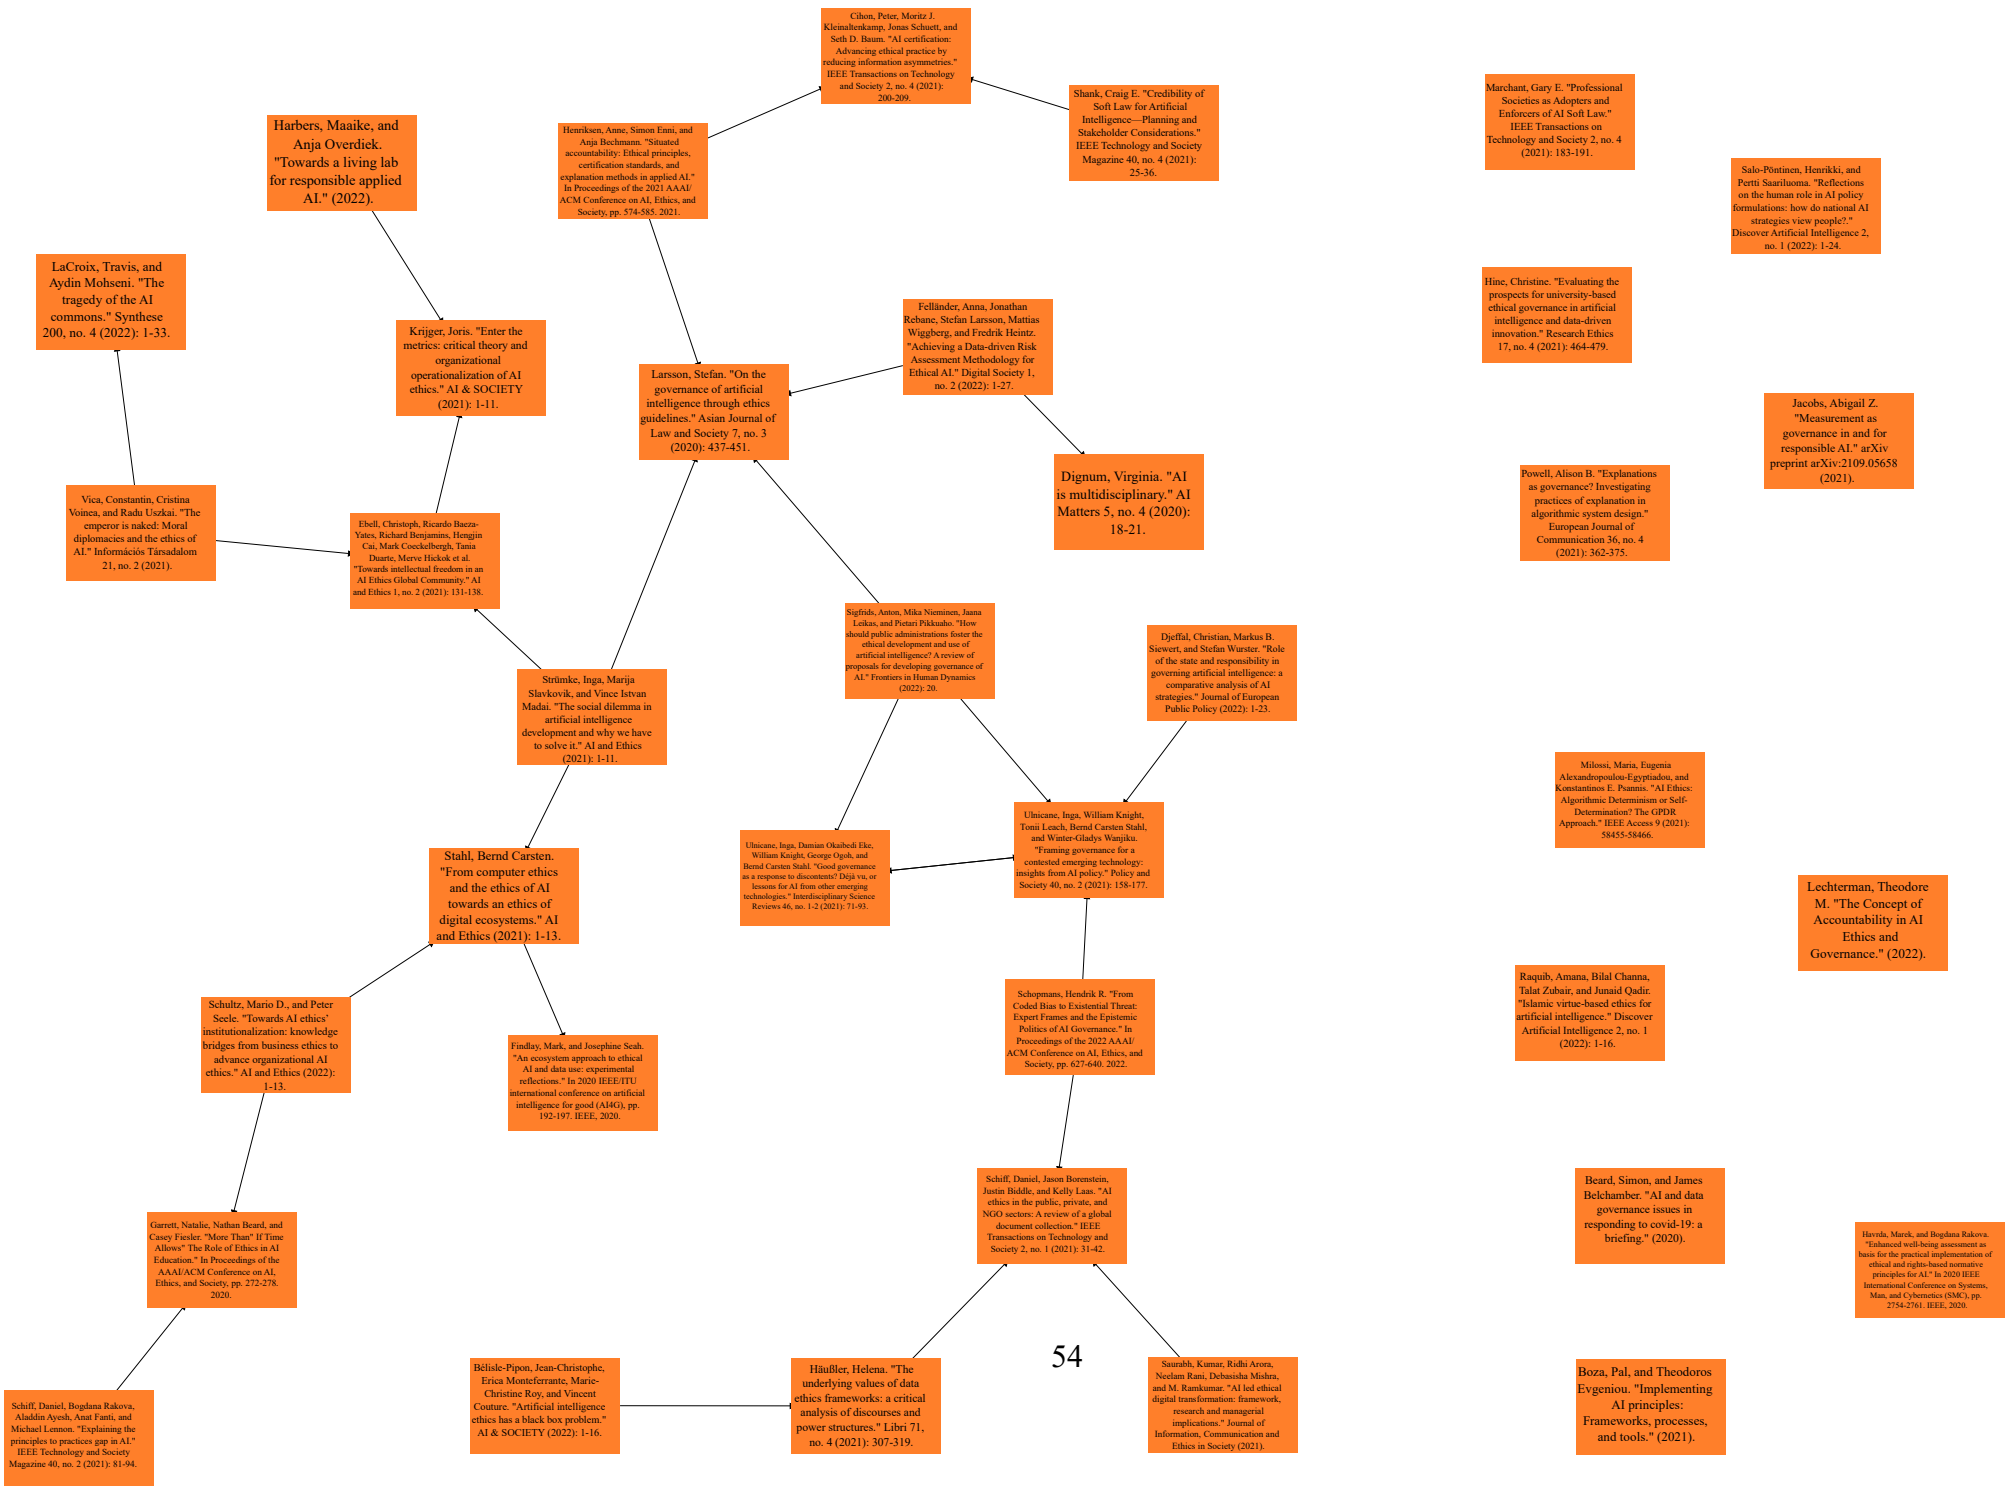 Cihon, Peter, Moritz J.
Kleinaltenkamp, Jonas Schuett, and
Seth D. Baum. "AI certification:
Advancing ethical practice by
reducing information asymmetries."
IEEE Transactions on Technology
and Society 2, no. 4 (2021):
200-209.
Shank, Craig E. "Credibility of
Soft Law for Artificial
Intelligence—Planning and
Stakeholder Considerations."
IEEE Technology and Society
Magazine 40, no. 4 (2021):
25-36.
Marchant, Gary E. "Professional
Societies as Adopters and
Enforcers of AI Soft Law."
IEEE Transactions on
Technology and Society 2, no. 4
(2021): 183-191.
Harbers, Maaike, and
Anja Overdiek.
"Towards a living lab
for responsible applied
AI." (2022).
Henriksen, Anne, Simon Enni, and
Anja Bechmann. "Situated
accountability: Ethical principles,
certification standards, and
explanation methods in applied AI."
In Proceedings of the 2021 AAAI/
ACM Conference on AI, Ethics, and
Society, pp. 574-585. 2021.
Salo-Pöntinen, Henrikki, and
Pertti Saariluoma. "Reflections
on the human role in AI policy
formulations: how do national AI
strategies view people?."
Discover Artificial Intelligence 2,
no. 1 (2022): 1-24.
LaCroix, Travis, and
Aydin Mohseni. "The
tragedy of the AI
commons." Synthese
200, no. 4 (2022): 1-33.
Hine, Christine. "Evaluating the
prospects for university-based
ethical governance in artificial
intelligence and data-driven
innovation." Research Ethics
17, no. 4 (2021): 464-479.
Felländer, Anna, Jonathan
Rebane, Stefan Larsson, Mattias
Wiggberg, and Fredrik Heintz.
"Achieving a Data-driven Risk
Assessment Methodology for
Ethical AI." Digital Society 1,
no. 2 (2022): 1-27.
Krijger, Joris. "Enter the
metrics: critical theory and
organizational
operationalization of AI
ethics." AI & SOCIETY
(2021): 1-11.
Larsson, Stefan. "On the
governance of artificial
intelligence through ethics
guidelines." Asian Journal of
Law and Society 7, no. 3
(2020): 437-451.
Jacobs, Abigail Z.
"Measurement as
governance in and for
responsible AI." arXiv
preprint arXiv:2109.05658
(2021).
Dignum, Virginia. "AI
is multidisciplinary." AI
Matters 5, no. 4 (2020):
18-21.
Powell, Alison B. "Explanations
as governance? Investigating
practices of explanation in
algorithmic system design."
European Journal of
Communication 36, no. 4
(2021): 362-375.
Vica, Constantin, Cristina
Voinea, and Radu Uszkai. "The
emperor is naked: Moral
diplomacies and the ethics of
AI." Információs Társadalom
21, no. 2 (2021).
Ebell, Christoph, Ricardo Baeza-
Yates, Richard Benjamins, Hengjin
Cai, Mark Coeckelbergh, Tania
Duarte, Merve Hickok et al.
"Towards intellectual freedom in an
AI Ethics Global Community." AI
and Ethics 1, no. 2 (2021): 131-138.
Sigfrids, Anton, Mika Nieminen, Jaana
Leikas, and Pietari Pikkuaho. "How
should public administrations foster the
ethical development and use of
artificial intelligence? A review of
proposals for developing governance of
AI." Frontiers in Human Dynamics
(2022): 20.
Djeffal, Christian, Markus B.
Siewert, and Stefan Wurster. "Role
of the state and responsibility in
governing artificial intelligence: a
comparative analysis of AI
strategies." Journal of European
Public Policy (2022): 1-23.
Strümke, Inga, Marija
Slavkovik, and Vince Istvan
Madai. "The social dilemma in
artificial intelligence
development and why we have
to solve it." AI and Ethics
(2021): 1-11.
Milossi, Maria, Eugenia
Alexandropoulou-Egyptiadou, and
Konstantinos E. Psannis. "AI Ethics:
Algorithmic Determinism or Self-
Determination? The GPDR
Approach." IEEE Access 9 (2021):
58455-58466.
Ulnicane, Inga, William Knight,
Tonii Leach, Bernd Carsten Stahl,
and Winter-Gladys Wanjiku.
"Framing governance for a
contested emerging technology:
insights from AI policy." Policy and
Society 40, no. 2 (2021): 158-177.
Ulnicane, Inga, Damian Okaibedi Eke,
William Knight, George Ogoh, and
Bernd Carsten Stahl. "Good governance
as a response to discontents? Déjà vu, or
lessons for AI from other emerging
technologies." Interdisciplinary Science
Reviews 46, no. 1-2 (2021): 71-93.
Stahl, Bernd Carsten.
"From computer ethics
and the ethics of AI
towards an ethics of
digital ecosystems." AI
and Ethics (2021): 1-13.
Lechterman, Theodore
M. "The Concept of
Accountability in AI
Ethics and
Governance." (2022).
Raquib, Amana, Bilal Channa,
Talat Zubair, and Junaid Qadir.
"Islamic virtue-based ethics for
artificial intelligence." Discover
Artificial Intelligence 2, no. 1
(2022): 1-16.
Schopmans, Hendrik R. "From
Coded Bias to Existential Threat:
Expert Frames and the Epistemic
Politics of AI Governance." In
Proceedings of the 2022 AAAI/
ACM Conference on AI, Ethics, and
Society, pp. 627-640. 2022.
Schultz, Mario D., and Peter
Seele. "Towards AI ethics’
institutionalization: knowledge
bridges from business ethics to
advance organizational AI
ethics." AI and Ethics (2022):
1-13.
Findlay, Mark, and Josephine Seah.
"An ecosystem approach to ethical
AI and data use: experimental
reflections." In 2020 IEEE/ITU
international conference on artificial
intelligence for good (AI4G), pp.
192-197. IEEE, 2020.
Schiff, Daniel, Jason Borenstein,
Justin Biddle, and Kelly Laas. "AI
ethics in the public, private, and
NGO sectors: A review of a global
document collection." IEEE
Transactions on Technology and
Society 2, no. 1 (2021): 31-42.
Beard, Simon, and James
Belchamber. "AI and data
governance issues in
responding to covid-19: a
briefing." (2020).
Garrett, Natalie, Nathan Beard, and
Casey Fiesler. "More Than" If Time
Allows" The Role of Ethics in AI
Education." In Proceedings of the
AAAI/ACM Conference on AI,
Ethics, and Society, pp. 272-278.
2020.
Havrda, Marek, and Bogdana Rakova.
"Enhanced well-being assessment as
basis for the practical implementation of
ethical and rights-based normative
principles for AI." In 2020 IEEE
International Conference on Systems,
Man, and Cybernetics (SMC), pp.
2754-2761. IEEE, 2020.
54
Bélisle-Pipon, Jean-Christophe,
Erica Monteferrante, Marie-
Christine Roy, and Vincent
Couture. "Artificial intelligence
ethics has a black box problem."
AI & SOCIETY (2022): 1-16.
Häußler, Helena. "The
underlying values of data
ethics frameworks: a critical
analysis of discourses and
power structures." Libri 71,
no. 4 (2021): 307-319.
Saurabh, Kumar, Ridhi Arora,
Neelam Rani, Debasisha Mishra,
and M. Ramkumar. "AI led ethical
digital transformation: framework,
research and managerial
implications." Journal of
Information, Communication and
Ethics in Society (2021).
Boza, Pal, and Theodoros
Evgeniou. "Implementing
AI principles:
Frameworks, processes,
and tools." (2021).
Schiff, Daniel, Bogdana Rakova,
Aladdin Ayesh, Anat Fanti, and
Michael Lennon. "Explaining the
principles to practices gap in AI."
IEEE Technology and Society
Magazine 40, no. 2 (2021): 81-94.